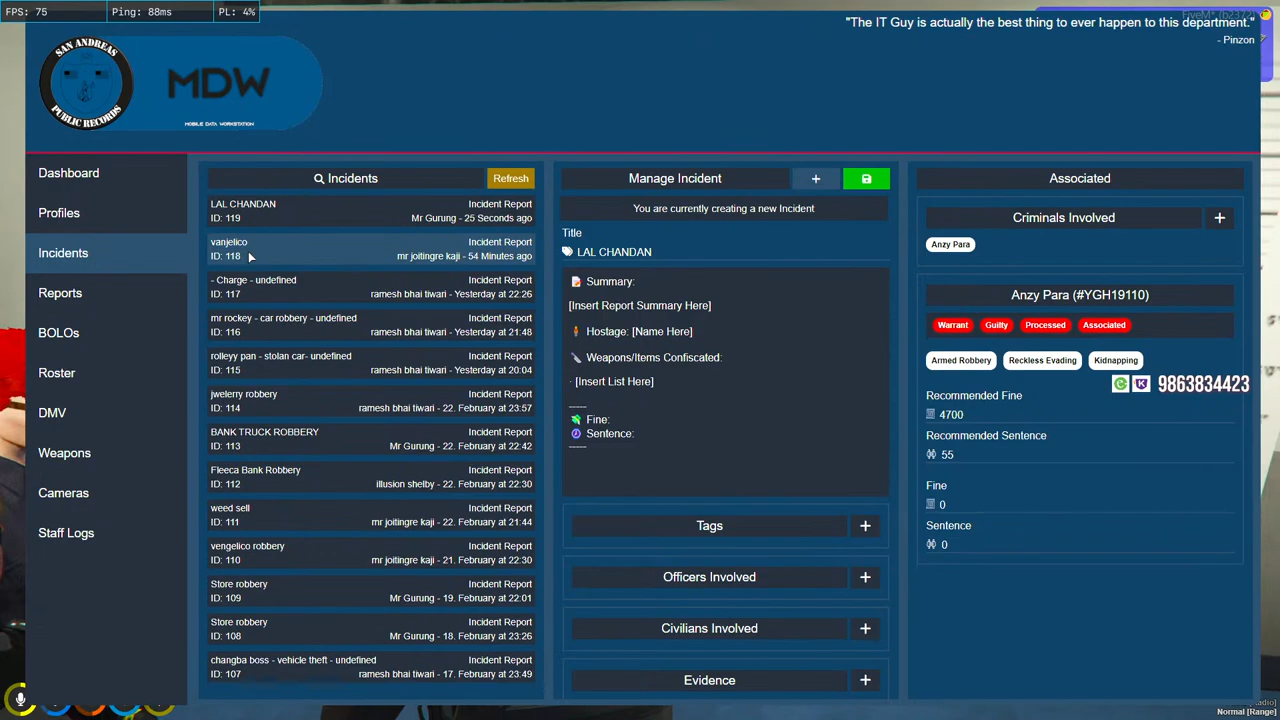 FPS: 75
Ping: 88ms
PL: 4%
FiveM* (b2372)
"The IT Guy is actually the best thing to ever happen to this department."
- Pinzon
SAN ANDREAS
PUBLIC RECORDS
MDW
MOBILE DATA WORKSTATION
Dashboard
Profiles
Incidents
Reports
BOLOs
Roster
DMV
Weapons
Cameras
Staff Logs
Incidents
Refresh
LAL CHANDAN Incident Report
ID: 119 Mr Gurung - 25 Seconds ago
vanjelico Incident Report
ID: 118 mr joitingre kaji - 54 Minutes ago
- Charge - undefined Incident Report
ID: 117 ramesh bhai tiwari - Yesterday at 22:26
mr rockey - car robbery - undefined Incident Report
ID: 116 ramesh bhai tiwari - Yesterday at 21:48
rolleyy pan - stolan car- undefined Incident Report
ID: 115 ramesh bhai tiwari - Yesterday at 20:04
jwelerry robbery Incident Report
ID: 114 ramesh bhai tiwari - 22. February at 23:57
BANK TRUCK ROBBERY Incident Report
ID: 113 Mr Gurung - 22. February at 22:42
Fleeca Bank Robbery Incident Report
ID: 112 illusion shelby - 22. February at 22:30
weed sell Incident Report
ID: 111 mr joitingre kaji - 22. February at 21:44
vengelico robbery Incident Report
ID: 110 mr joitingre kaji - 21. February at 22:30
Store robbery Incident Report
ID: 109 Mr Gurung - 19. February at 22:01
Store robbery Incident Report
ID: 108 Mr Gurung - 18. February at 23:26
changba boss - vehicle theft - undefined Incident Report
ID: 107 ramesh bhai tiwari - 17. February at 23:49
Manage Incident
You are currently creating a new Incident
Title
LAL CHANDAN
📝 Summary:
[Insert Report Summary Here]
🧍 Hostage: [Name Here]
🔪 Weapons/Items Confiscated:
· [Insert List Here]
-----
💸 Fine:
Sentence:
-----
Tags
Officers Involved
Civilians Involved
Evidence
Associated
Criminals Involved
Anzy Para
Anzy Para (#YGH19110)
Warrant Guilty Processed Associated
Armed Robbery Reckless Evading Kidnapping
9863834423
Recommended Fine
4700
Recommended Sentence
55
Fine
0
Sentence
0
[Radio]
Normal [Range]